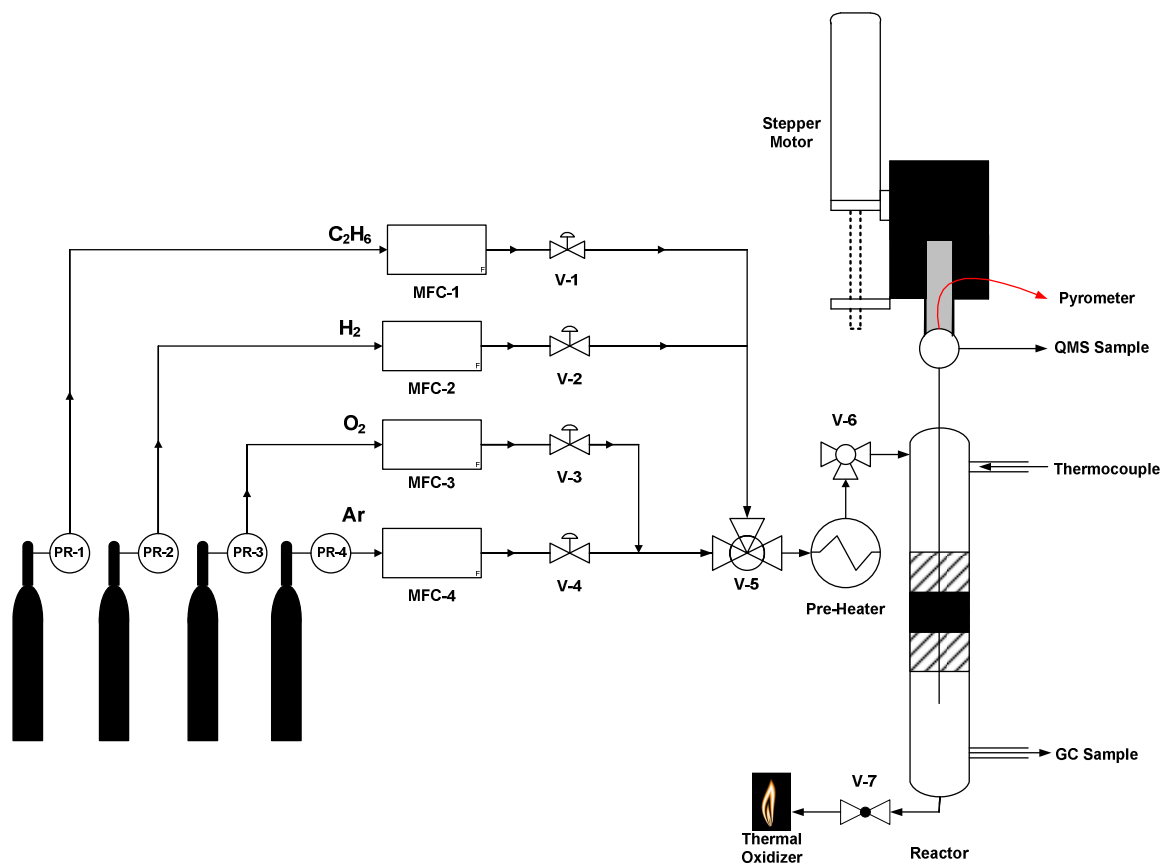 Stepper
Motor
C₂H₆
MFC-1
F
V-1
Pyrometer
H₂
MFC-2
F
V-2
QMS Sample
O₂
MFC-3
F
V-3
V-6
Thermocouple
Ar
PR-1
PR-2
PR-3
PR-4
MFC-4
F
V-4
V-5
Pre-Heater
GC Sample
V-7
Thermal
Oxidizer
Reactor